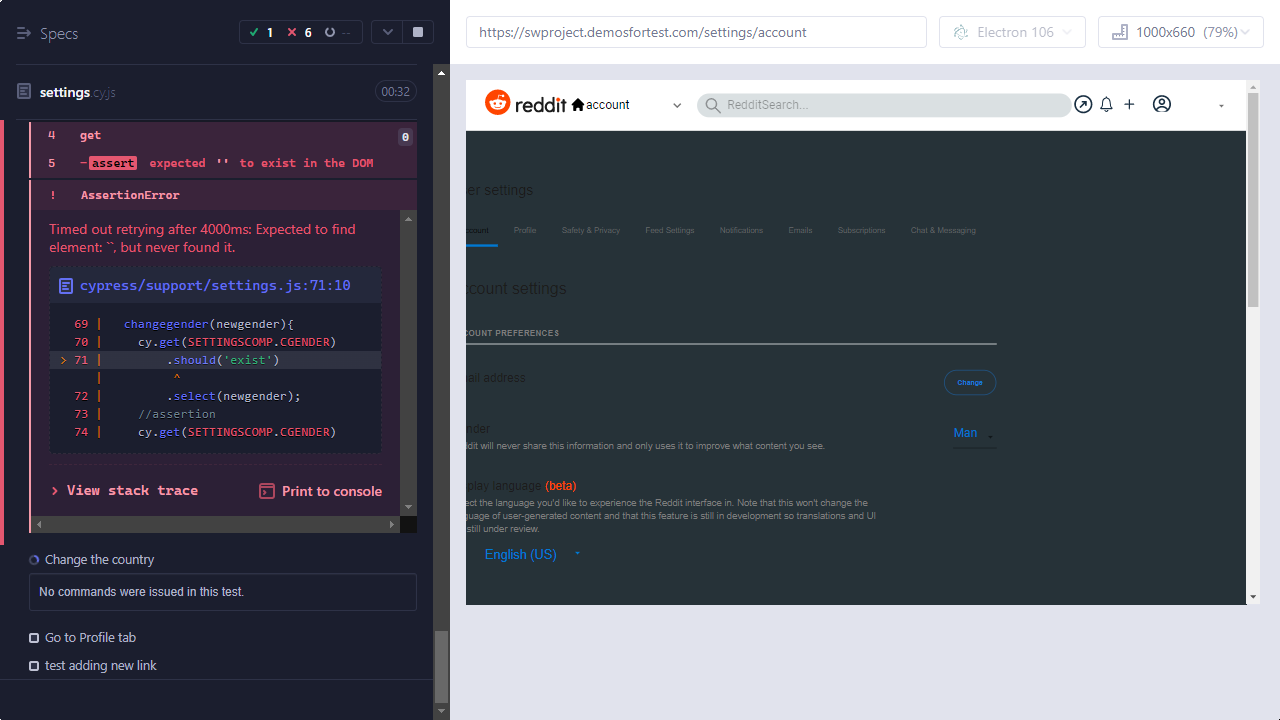 Specs
1
6
--
settings.cy.js
00:32
4 get
0
5 -assert expected '' to exist in the DOM
! AssertionError
Timed out retrying after 4000ms: Expected to find
element: ``, but never found it.
cypress/support/settings.js:71:10
69 | changegender(newgender){
70 | cy.get(SETTINGSCOMP.CGENDER)
> 71 | .should('exist')
| ^
72 | .select(newgender);
73 | //assertion
74 | cy.get(SETTINGSCOMP.CGENDER)
> View stack trace
Print to console
Change the country
No commands were issued in this test.
Go to Profile tab
test adding new link
https://swproject.demosfortest.com/settings/account
Electron 106
1000x660 (79%)
reddit
account
RedditSearch...
er settings
count
Profile
Safety & Privacy
Feed Settings
Notifications
Emails
Subscriptions
Chat & Messaging
count settings
COUNT PREFERENCES
ail address
Change
nder
ddit will never share this information and only uses it to improve what content you see.
Man
play language (beta)
ect the language you'd like to experience the Reddit interface in. Note that this won't change the
guage of user-generated content and that this feature is still in development so translations and UI
still under review.
English (US)